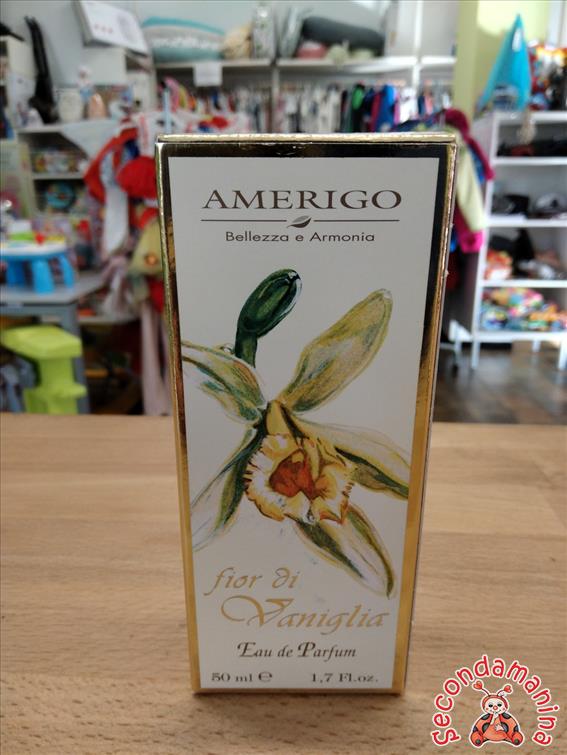 AMERIGO
Bellezza e Armonia
fior di
Vaniglia
Eau de Parfum
50 ml ℮
1,7 Fl.oz.
Secondamanina